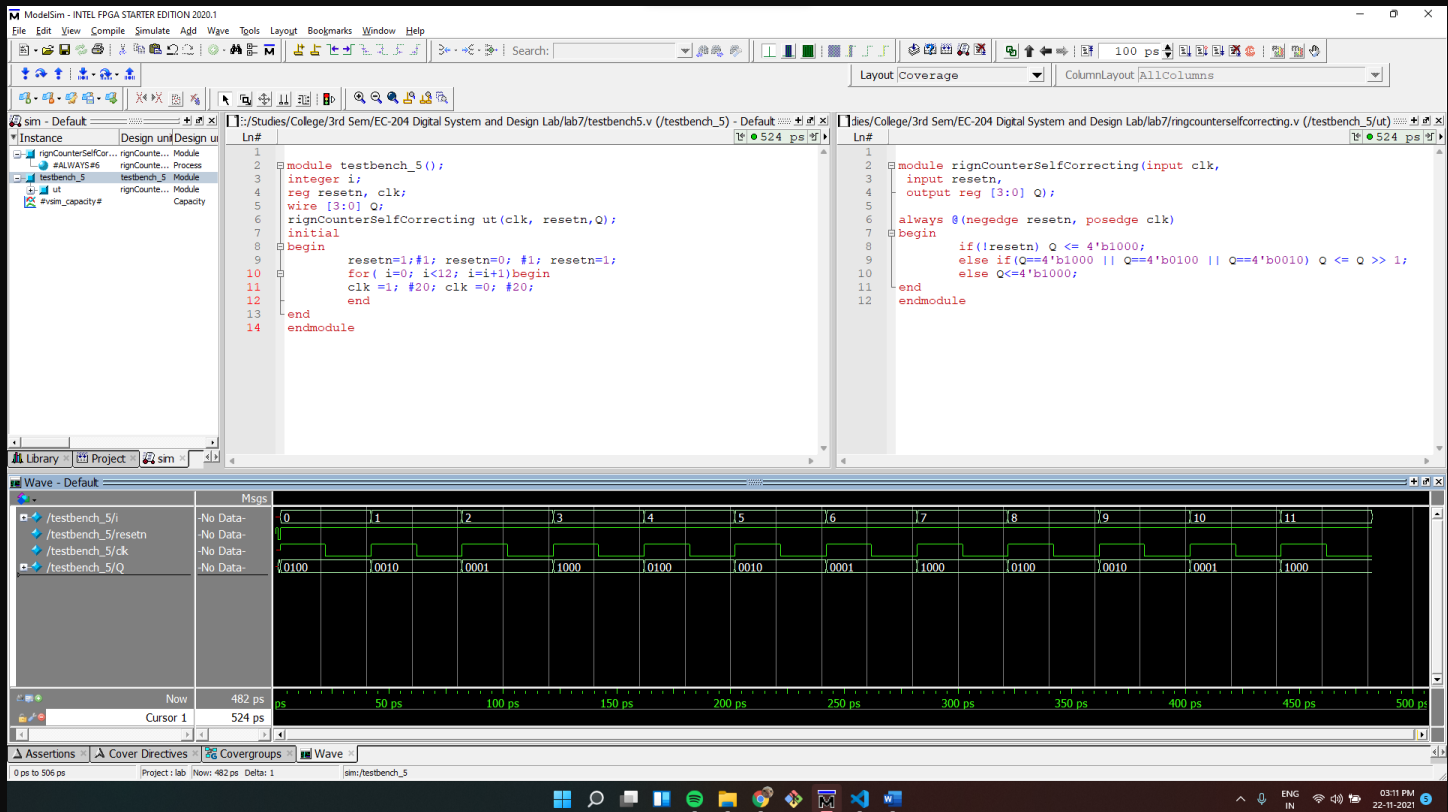 ModelSim - INTEL FPGA STARTER EDITION 2020.1
File Edit View Compile Simulate Add Wave Tools Layout Bookmarks Window Help
Search:
100 ps
Layout Coverage
ColumnLayout AllColumns
sim - Default
Instance Design unit Design u
rignCounterSelfCor... rignCounte... Module
#ALWAYS#6 rignCounte... Process
testbench_5 testbench_5 Module
ut rignCounte... Module
#vsim_capacity# Capacity
Library Project sim
:/Studies/College/3rd Sem/EC-204 Digital System and Design Lab/lab7/testbench5.v (/testbench_5) - Default
Ln# 524 ps
1
2 module testbench_5();
3 integer i;
4 reg resetn, clk;
5 wire [3:0] Q;
6 rignCounterSelfCorrecting ut(clk, resetn,Q);
7 initial
8 begin
9 resetn=1;#1; resetn=0; #1; resetn=1;
10 for( i=0; i<12; i=i+1)begin
11 clk =1; #20; clk =0; #20;
12 end
13 end
14 endmodule
dies/College/3rd Sem/EC-204 Digital System and Design Lab/lab7/ringcounterselfcorrecting.v (/testbench_5/ut)
Ln# 524 ps
1
2 module rignCounterSelfCorrecting(input clk,
3 input resetn,
4 output reg [3:0] Q);
5
6 always @(negedge resetn, posedge clk)
7 begin
8 if(!resetn) Q <= 4'b1000;
9 else if(Q==4'b1000 || Q==4'b0100 || Q==4'b0010) Q <= Q >> 1;
10 else Q<=4'b1000;
11 end
12 endmodule
Wave - Default
Msgs
/testbench_5/i -No Data- 0 1 2 3 4 5 6 7 8 9 10 11
/testbench_5/resetn -No Data-
/testbench_5/clk -No Data-
/testbench_5/Q -No Data- 0100 0010 0001 1000 0100 0010 0001 1000 0100 0010 0001 1000
Now 482 ps ps 50 ps 100 ps 150 ps 200 ps 250 ps 300 ps 350 ps 400 ps 450 ps 500 ps
Cursor 1 524 ps
Assertions Cover Directives Covergroups Wave
0 ps to 506 ps Project : lab Now: 482 ps Delta: 1 sim:/testbench_5
ENG
IN
03:11 PM
22-11-2021
5